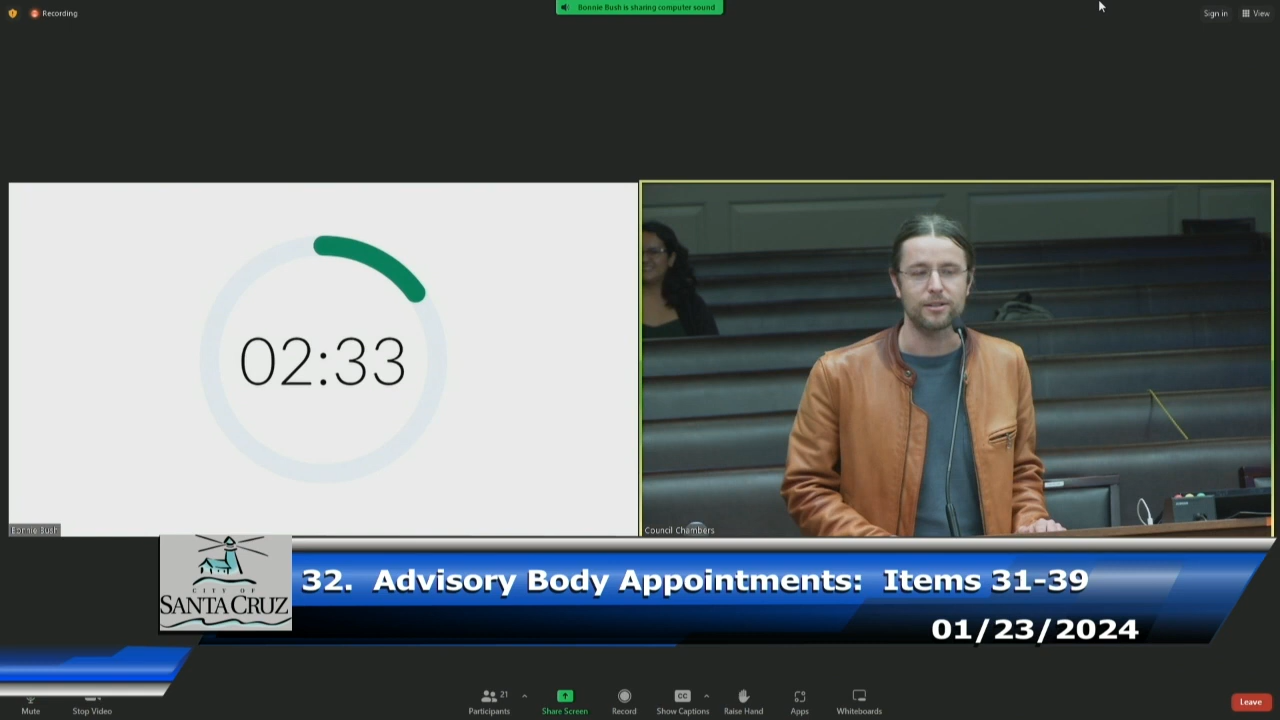 Recording
Bonnie Bush is sharing computer sound
Sign in
View
02:33
Bonnie Bush
Council Chambers
CITY OF
SANTA CRUZ
32. Advisory Body Appointments: Items 31-39
01/23/2024
Mute
Stop Video
Participants
21
Share Screen
CC
Record
Show Captions
Raise Hand
Apps
Whiteboards
Leave